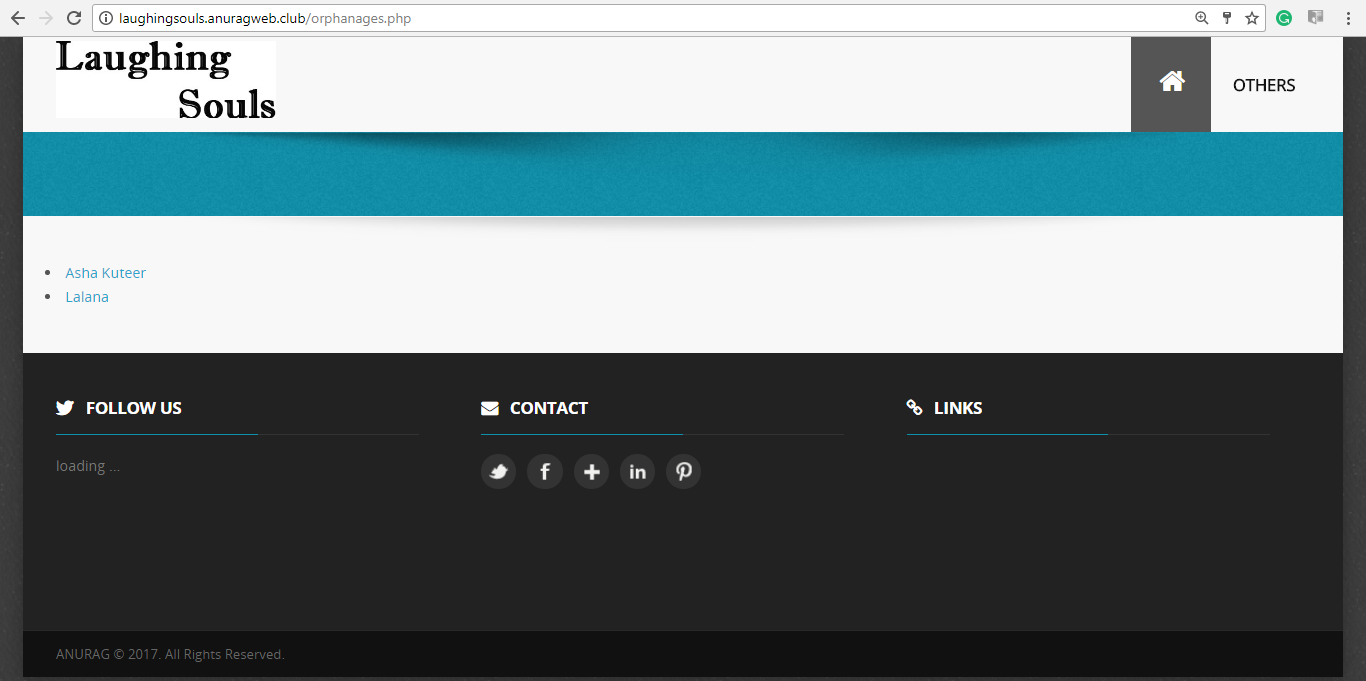 laughingsouls.anuragweb.club/orphanages.php
Laughing
Souls
OTHERS
Asha Kuteer
Lalana
FOLLOW US
loading ...
CONTACT
LINKS
ANURAG © 2017. All Rights Reserved.